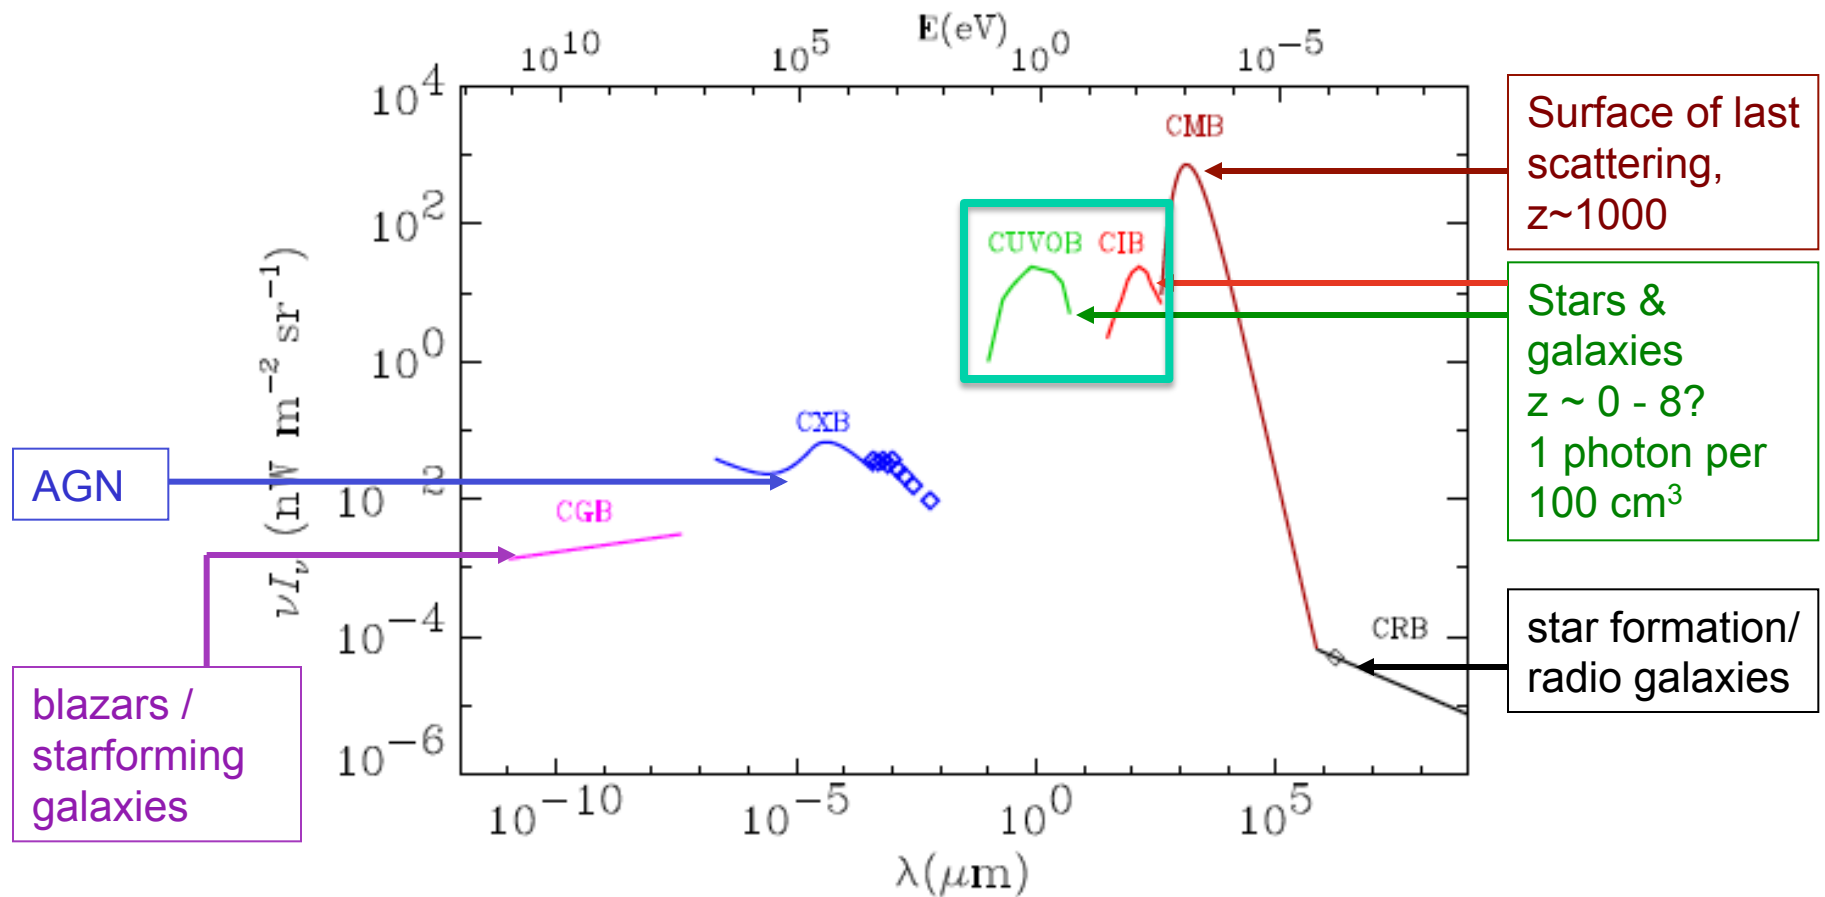 E(eV)
10^10 10^5 10^0 10^-5
10^4
10^2
10^0
10^-2
10^-4
10^-6
νI_ν (nW m^-2 sr^-1)
CMB
CUVOB CIB
CXB
CGB
CRB
10^-10 10^-5 10^0 10^5
λ(μm)
AGN
blazars /
starforming
galaxies
Surface of last
scattering,
z~1000
Stars &
galaxies
z ~ 0 - 8?
1 photon per
100 cm^3
star formation/
radio galaxies